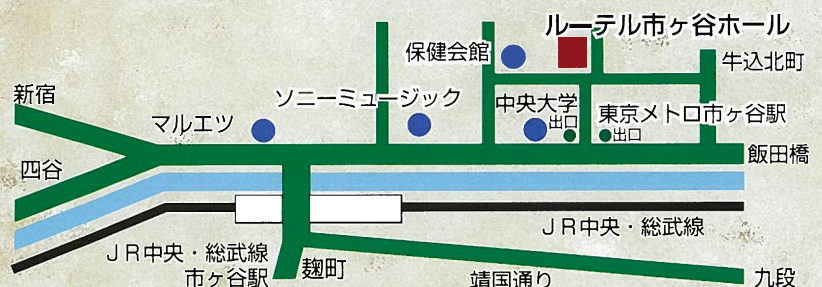 ルーテル市ヶ谷ホール
保健会館
牛込北町
新宿
ソニーミュージック
中央大学
マルエツ
出口
東京メトロ市ヶ谷駅
出口
飯田橋
四谷
JR中央・総武線
JR中央・総武線
市ヶ谷駅
麹町
靖国通り
九段